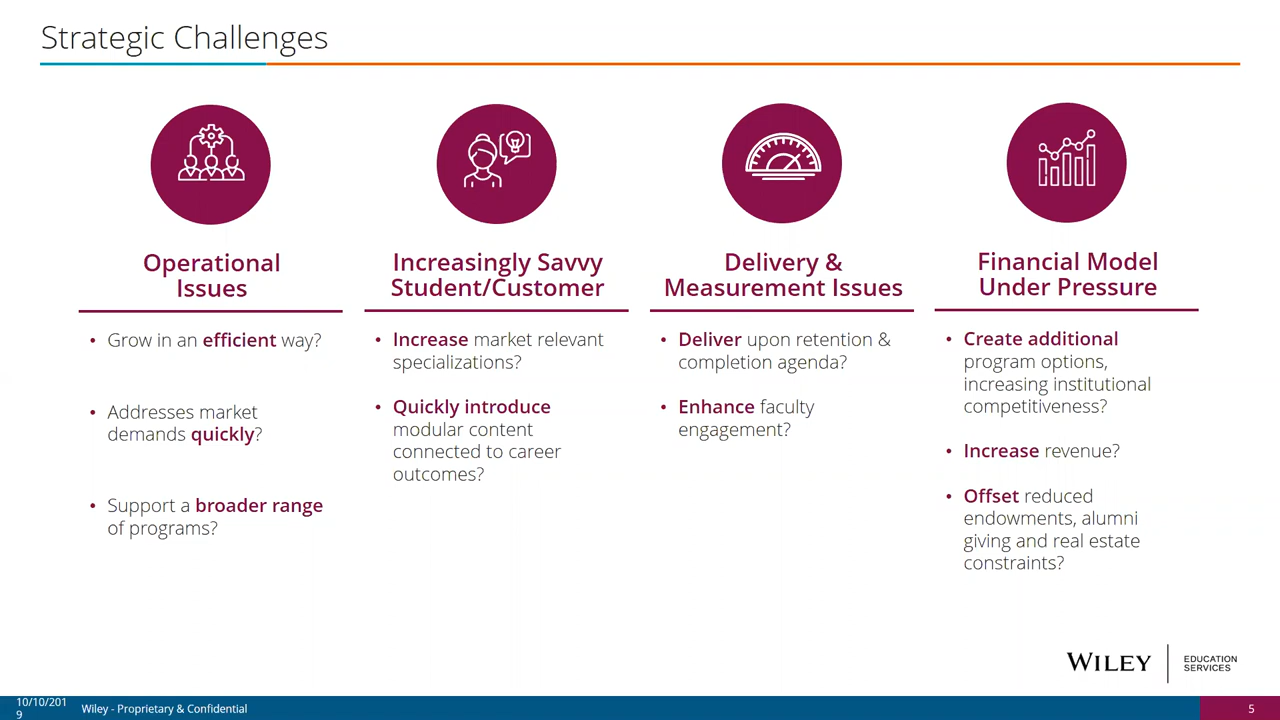 Strategic Challenges
Operational
Issues
• Grow in an efficient way?
• Addresses market
demands quickly?
• Support a broader range
of programs?
Increasingly Savvy
Student/Customer
• Increase market relevant
specializations?
• Quickly introduce
modular content
connected to career
outcomes?
Delivery &
Measurement Issues
• Deliver upon retention &
completion agenda?
• Enhance faculty
engagement?
Financial Model
Under Pressure
• Create additional
program options,
increasing institutional
competitiveness?
• Increase revenue?
• Offset reduced
endowments, alumni
giving and real estate
constraints?
WILEY
EDUCATION
SERVICES
10/10/201
9
Wiley - Proprietary & Confidential
5